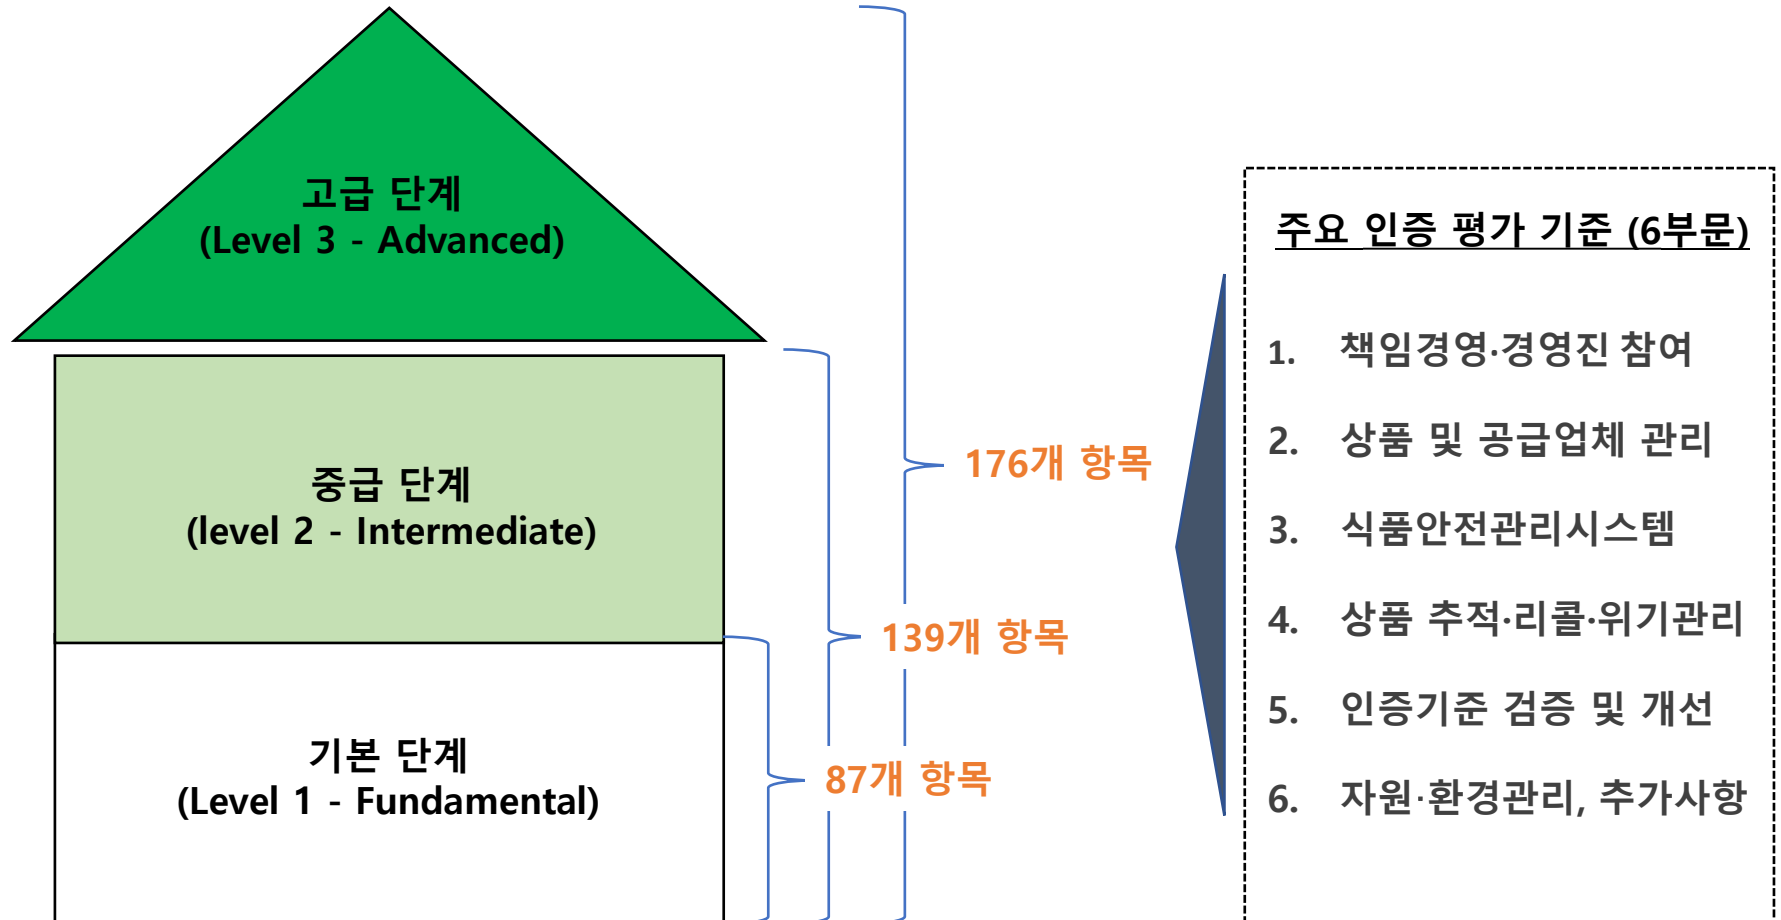 고급 단계
(Level 3 - Advanced)
중급 단계
(level 2 - Intermediate)
기본 단계
(Level 1 - Fundamental)
176개 항목
139개 항목
87개 항목
주요 인증 평가 기준 (6부문)
1. 책임경영·경영진 참여
2. 상품 및 공급업체 관리
3. 식품안전관리시스템
4. 상품 추적·리콜·위기관리
5. 인증기준 검증 및 개선
6. 자원·환경관리, 추가사항